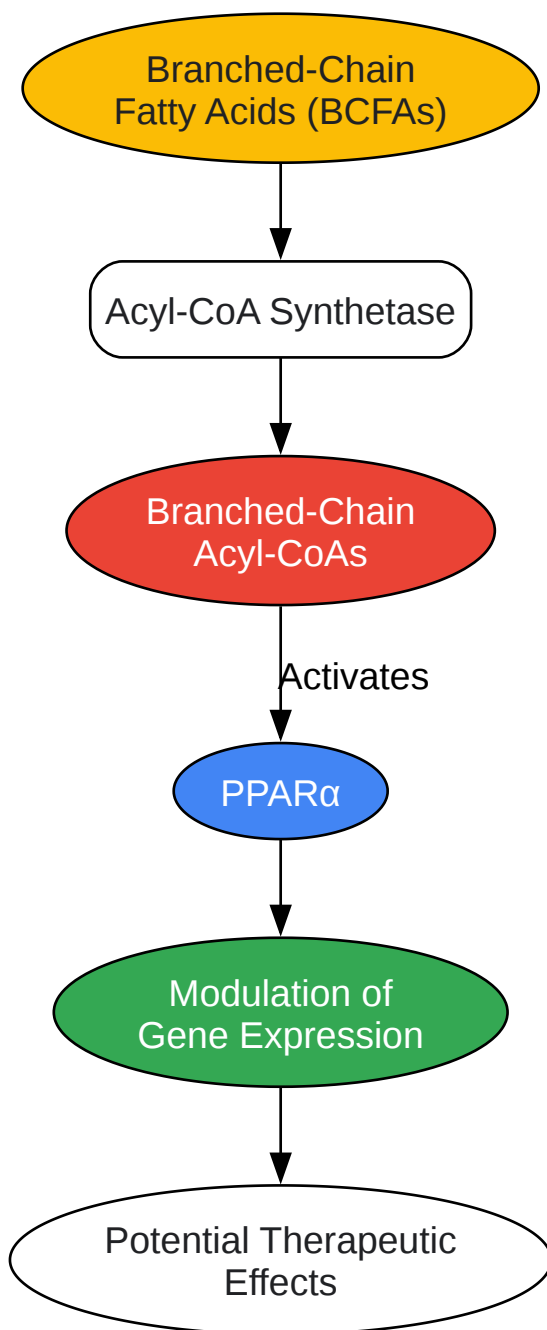 Branched-Chain
Fatty Acids (BCFAs)
Acyl-CoA Synthetase
Branched-Chain
Acyl-CoAs
Activates
PPARα
Modulation of
Gene Expression
Potential Therapeutic
Effects